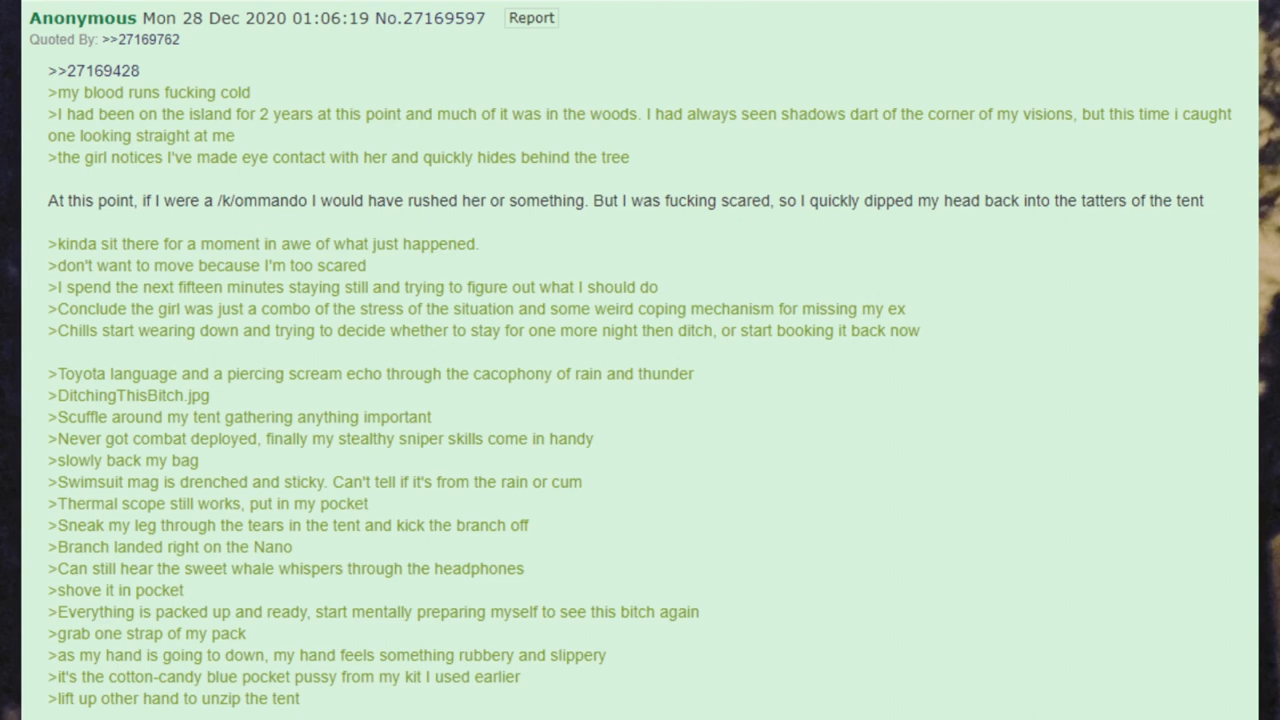 Anonymous Mon 28 Dec 2020 01:06:19 No.27169597 Report
Quoted By: >>27169762
>>27169428
>my blood runs fucking cold
>I had been on the island for 2 years at this point and much of it was in the woods. I had always seen shadows dart of the corner of my visions, but this time i caught
one looking straight at me
>the girl notices I've made eye contact with her and quickly hides behind the tree
At this point, if I were a /k/ommando I would have rushed her or something. But I was fucking scared, so I quickly dipped my head back into the tatters of the tent
>kinda sit there for a moment in awe of what just happened.
>don't want to move because I'm too scared
>I spend the next fifteen minutes staying still and trying to figure out what I should do
>Conclude the girl was just a combo of the stress of the situation and some weird coping mechanism for missing my ex
>Chills start wearing down and trying to decide whether to stay for one more night then ditch, or start booking it back now
>Toyota language and a piercing scream echo through the cacophony of rain and thunder
>DitchingThisBitch.jpg
>Scuffle around my tent gathering anything important
>Never got combat deployed, finally my stealthy sniper skills come in handy
>slowly back my bag
>Swimsuit mag is drenched and sticky. Can't tell if it's from the rain or cum
>Thermal scope still works, put in my pocket
>Sneak my leg through the tears in the tent and kick the branch off
>Branch landed right on the Nano
>Can still hear the sweet whale whispers through the headphones
>shove it in pocket
>Everything is packed up and ready, start mentally preparing myself to see this bitch again
>grab one strap of my pack
>as my hand is going to down, my hand feels something rubbery and slippery
>it's the cotton-candy blue pocket pussy from my kit I used earlier
>lift up other hand to unzip the tent